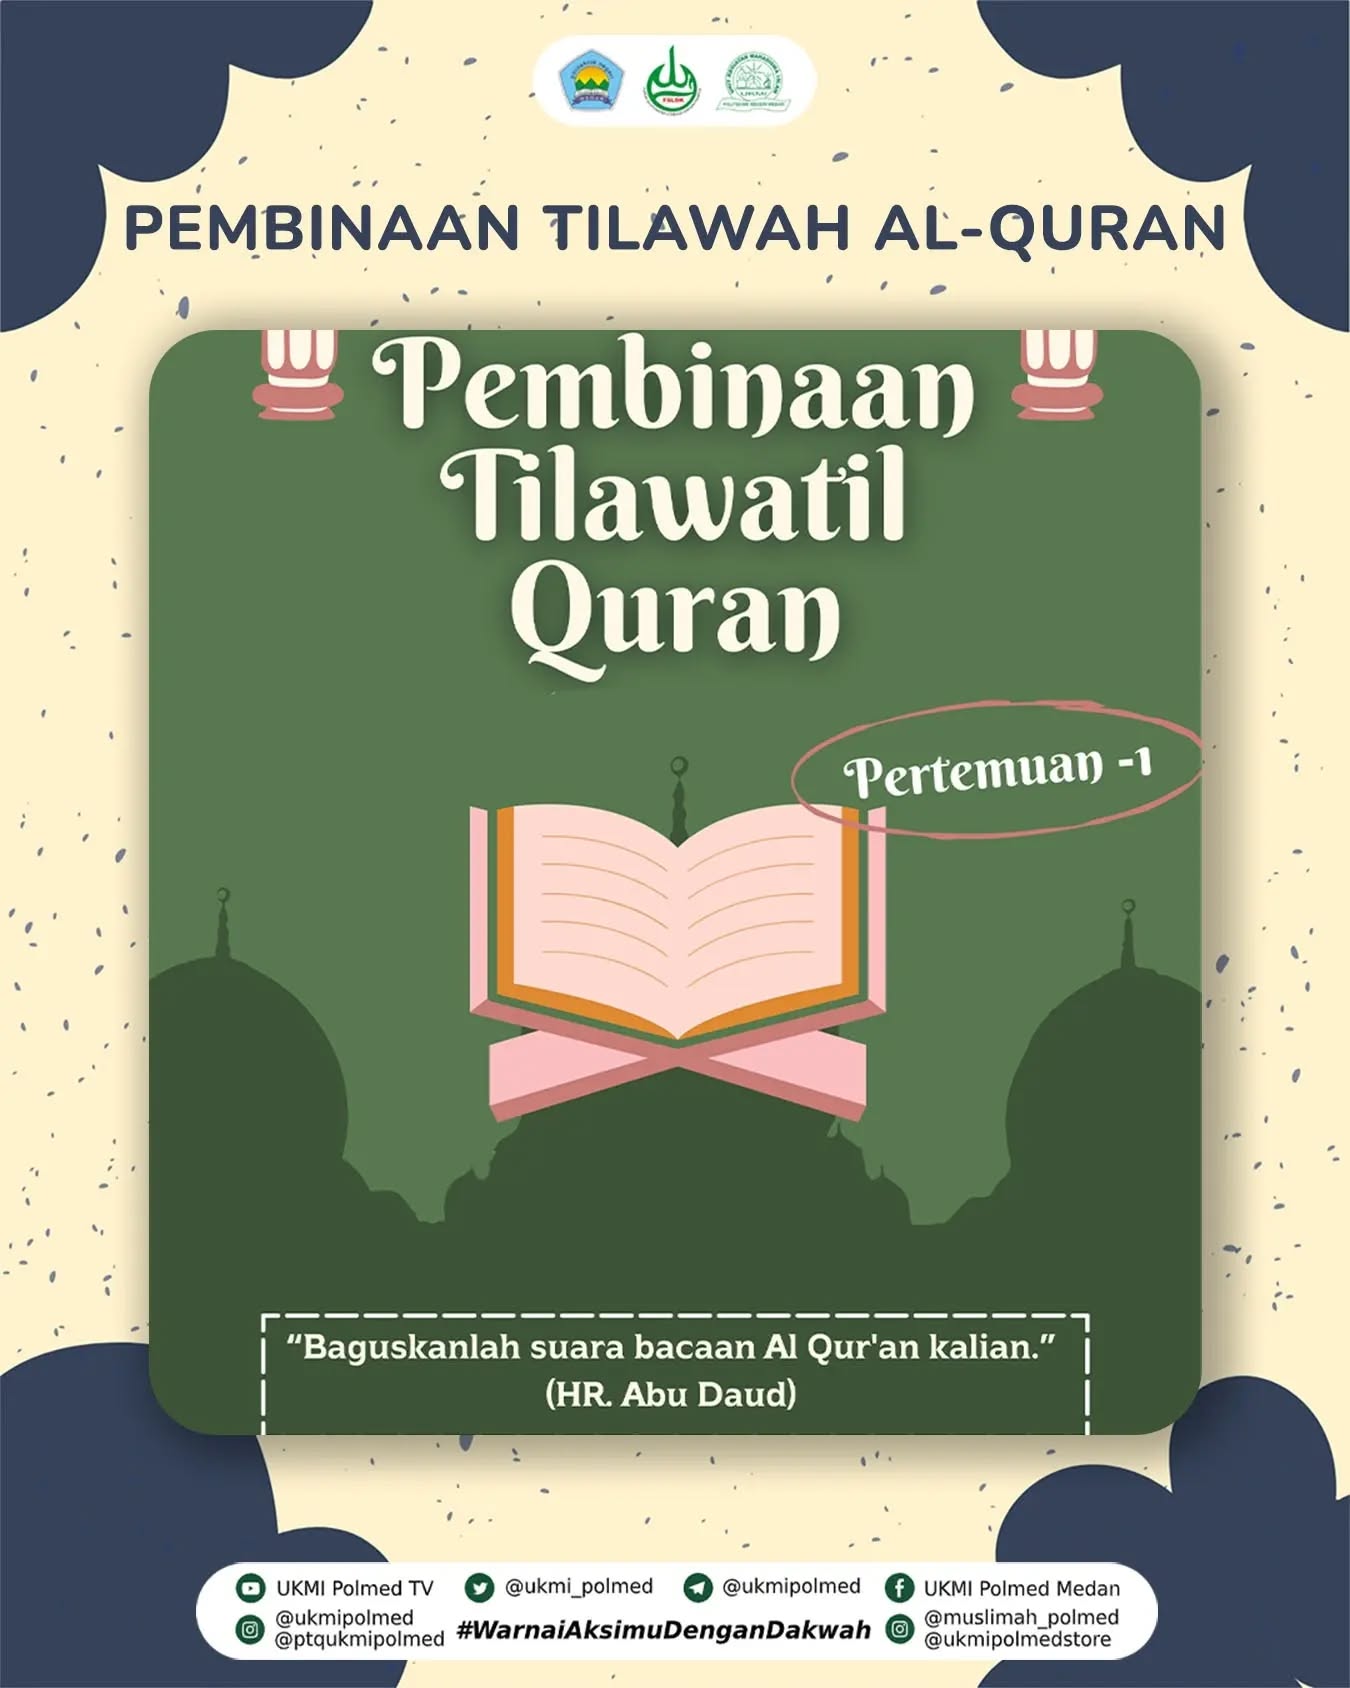 PEMBINAAN TILAWAH AL-QURAN
Pembinaan
Tilawatil
Quran
Pertemuan -1
“Baguskanlah suara bacaan Al Qur'an kalian.”
(HR. Abu Daud)
UKMI Polmed TV
@ukmi_polmed
@ukmipolmed
UKMI Polmed Medan
@ukmipolmed
@ptqukmipolmed
#WarnaiAksimuDenganDakwah
@muslimah_polmed
@ukmipolmedstore